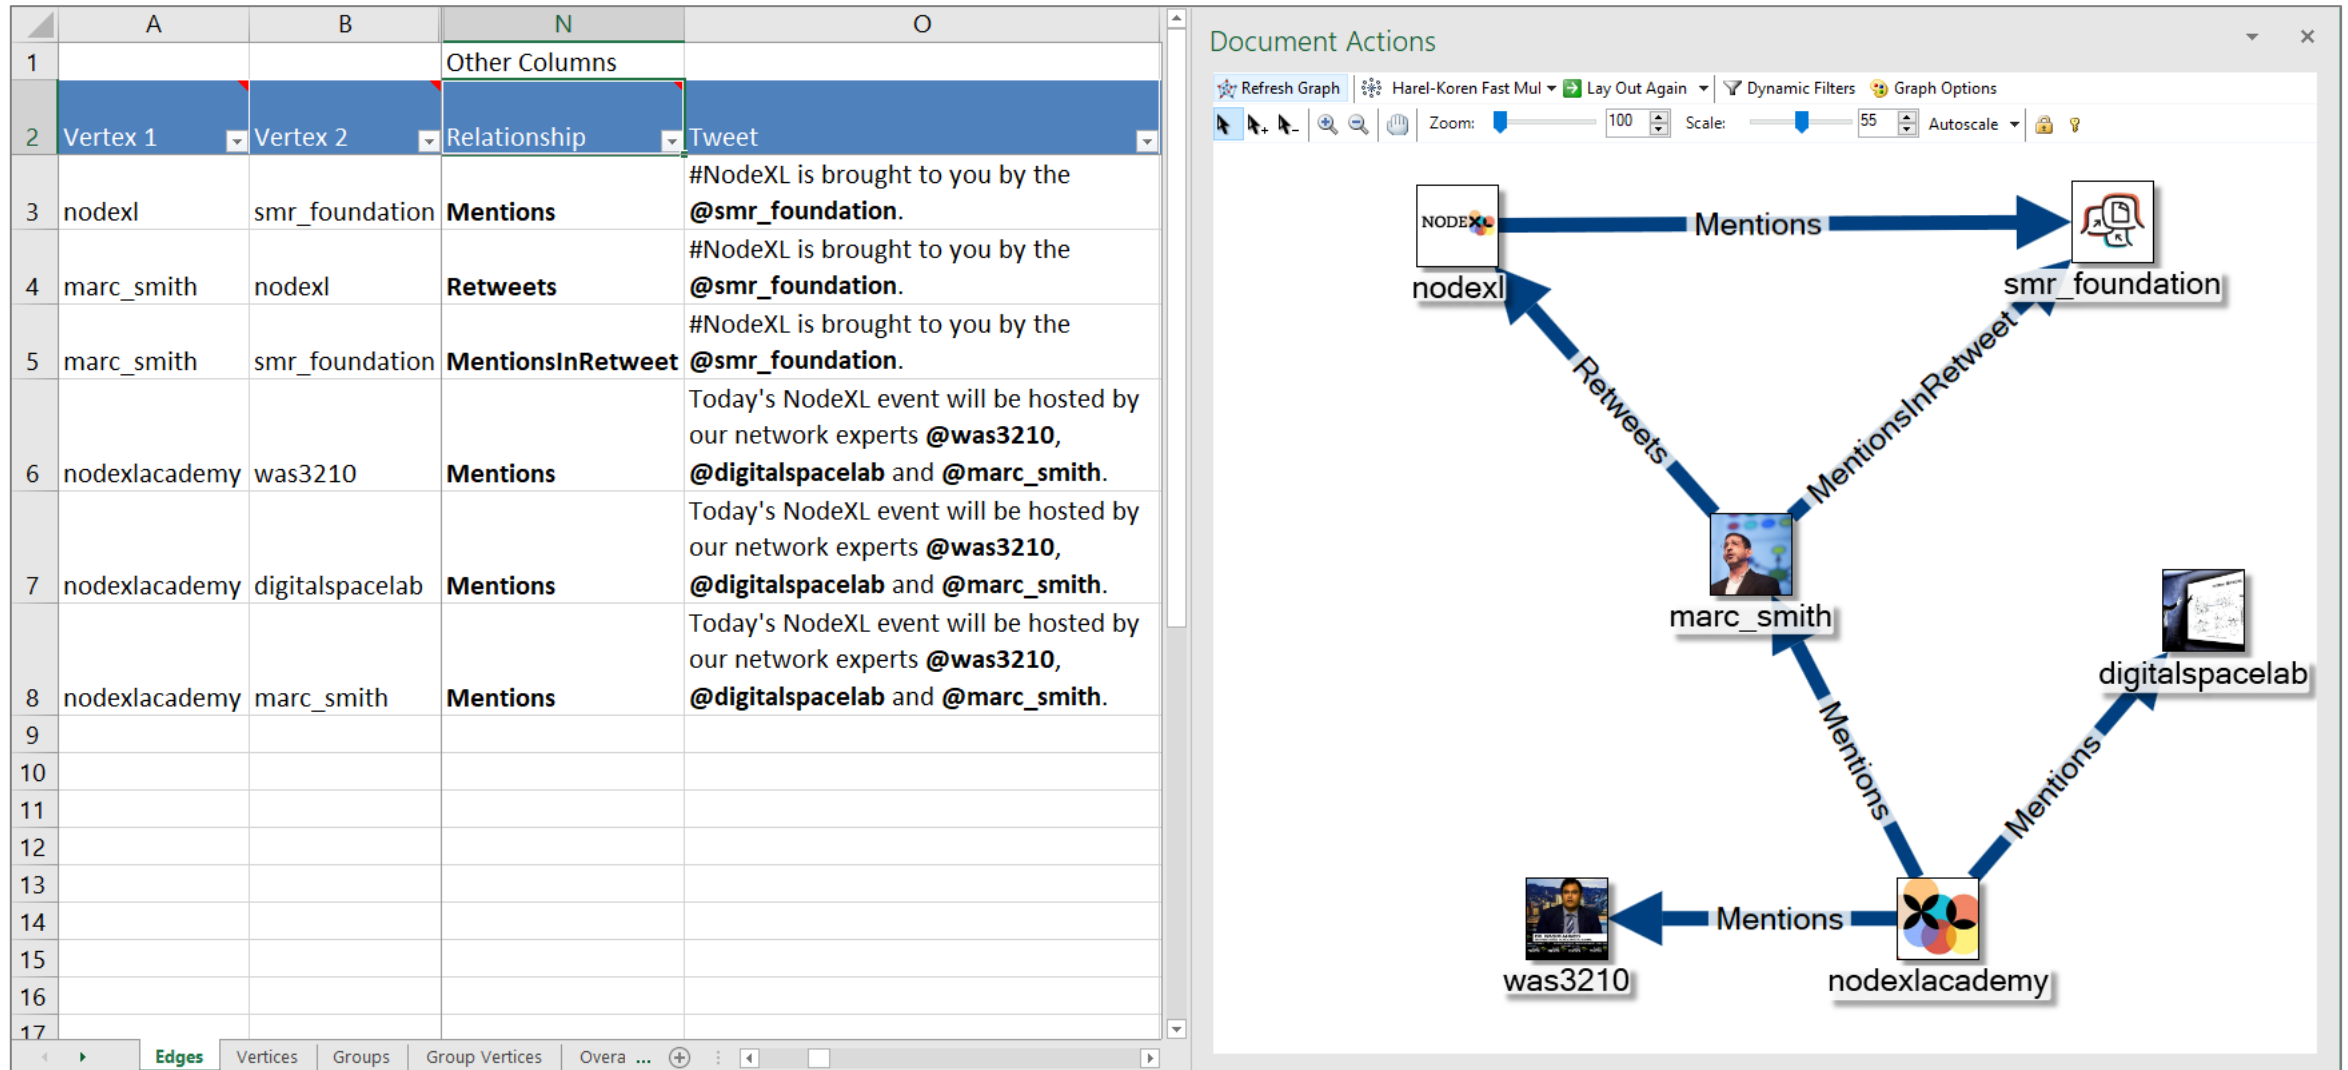 A B N O
1 Other Columns
2 Vertex 1 Vertex 2 Relationship Tweet
#NodeXL is brought to you by the
3 nodexl smr_foundation Mentions @smr_foundation.
#NodeXL is brought to you by the
4 marc_smith nodexl Retweets @smr_foundation.
#NodeXL is brought to you by the
5 marc_smith smr_foundation MentionsInRetweet @smr_foundation.
Today's NodeXL event will be hosted by
our network experts @was3210,
6 nodexlacademy was3210 Mentions @digitalspacelab and @marc_smith.
Today's NodeXL event will be hosted by
our network experts @was3210,
7 nodexlacademy digitalspacelab Mentions @digitalspacelab and @marc_smith.
Today's NodeXL event will be hosted by
our network experts @was3210,
8 nodexlacademy marc_smith Mentions @digitalspacelab and @marc_smith.
9
10
11
12
13
14
15
16
17
Edges Vertices Groups Group Vertices Overa ...
Document Actions
Refresh Graph Harel-Koren Fast Mul Lay Out Again Dynamic Filters Graph Options
Zoom: 100 Scale: 55 Autoscale
NODEXL
Mentions
nodexl
smr_foundation
Retweets
MentionsInRetweet
marc_smith
digitalspacelab
Mentions
Mentions
Mentions
was3210
nodexlacademy